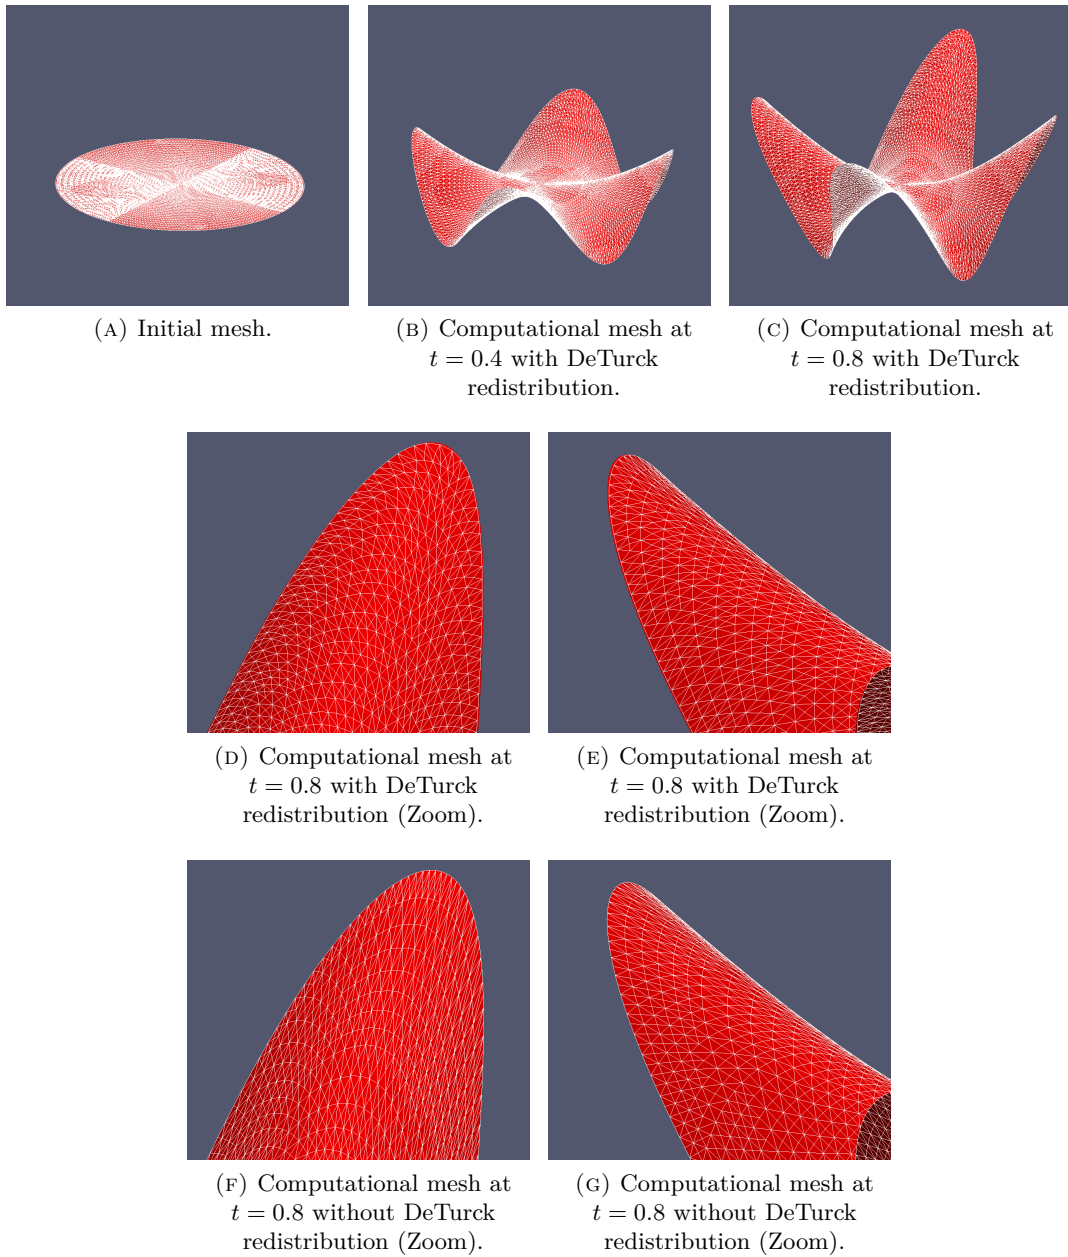 (A) Initial mesh.
(B) Computational mesh at
t = 0.4 with DeTurck
redistribution.
(C) Computational mesh at
t = 0.8 with DeTurck
redistribution.
(D) Computational mesh at
t = 0.8 with DeTurck
redistribution (Zoom).
(E) Computational mesh at
t = 0.8 with DeTurck
redistribution (Zoom).
(F) Computational mesh at
t = 0.8 without DeTurck
redistribution (Zoom).
(G) Computational mesh at
t = 0.8 without DeTurck
redistribution (Zoom).